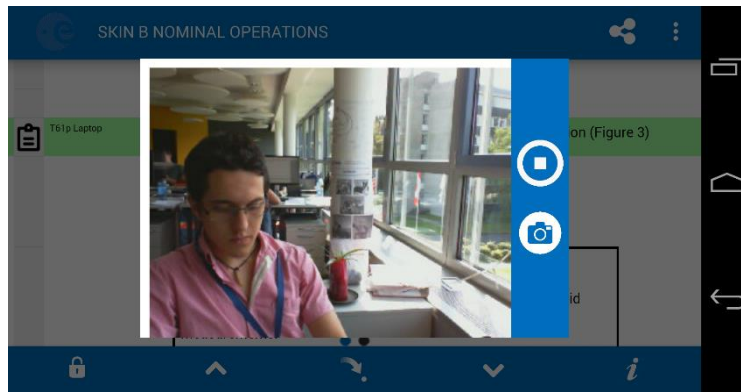 SKIN B NOMINAL OPERATIONS
T61p Laptop
on (Figure 3)
id